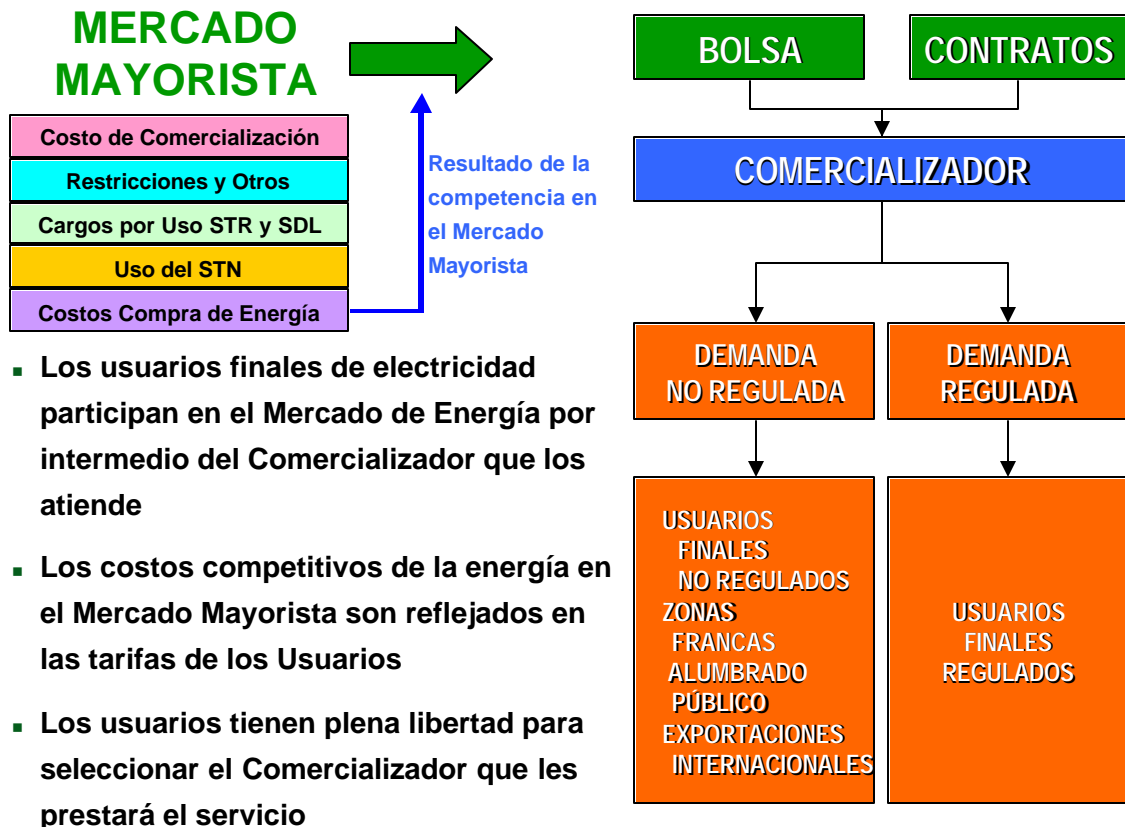 MERCADO
MAYORISTA
Costo de Comercialización
Restricciones y Otros
Cargos por Uso STR y SDL
Uso del STN
Costos Compra de Energía
Resultado de la
competencia en
el Mercado
Mayorista
Los usuarios finales de electricidad
participan en el Mercado de Energía por
intermedio del Comercializador que los
atiende
Los costos competitivos de la energía en
el Mercado Mayorista son reflejados en
las tarifas de los Usuarios
Los usuarios tienen plena libertad para
seleccionar el Comercializador que les
prestará el servicio
BOLSA
CONTRATOS
COMERCIALIZADOR
DEMANDA
NO REGULADA
DEMANDA
REGULADA
USUARIOS
FINALES
NO REGULADOS
ZONAS
FRANCAS
ALUMBRADO
PÚBLICO
EXPORTACIONES
INTERNACIONALES
USUARIOS
FINALES
REGULADOS